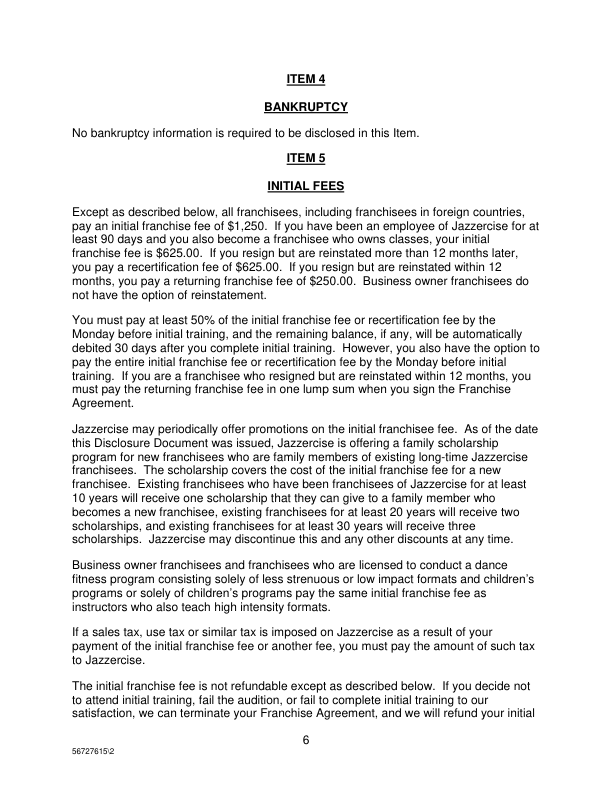 ITEM 4
BANKRUPTCY
No bankruptcy information is required to be disclosed in this Item.
ITEM 5
INITIAL FEES
Except as described below, all franchisees, including franchisees in foreign countries,
pay an initial franchise fee of $1,250.  If you have been an employee of Jazzercise for at
least 90 days and you also become a franchisee who owns classes, your initial
franchise fee is $625.00.  If you resign but are reinstated more than 12 months later,
you pay a recertification fee of $625.00.  If you resign but are reinstated within 12
months, you pay a returning franchise fee of $250.00.  Business owner franchisees do
not have the option of reinstatement.
You must pay at least 50% of the initial franchise fee or recertification fee by the
Monday before initial training, and the remaining balance, if any, will be automatically
debited 30 days after you complete initial training.  However, you also have the option to
pay the entire initial franchise fee or recertification fee by the Monday before initial
training.  If you are a franchisee who resigned but are reinstated within 12 months, you
must pay the returning franchise fee in one lump sum when you sign the Franchise
Agreement.
Jazzercise may periodically offer promotions on the initial franchisee fee.  As of the date
this Disclosure Document was issued, Jazzercise is offering a family scholarship
program for new franchisees who are family members of existing long-time Jazzercise
franchisees.  The scholarship covers the cost of the initial franchise fee for a new
franchisee.  Existing franchisees who have been franchisees of Jazzercise for at least
10 years will receive one scholarship that they can give to a family member who
becomes a new franchisee, existing franchisees for at least 20 years will receive two
scholarships, and existing franchisees for at least 30 years will receive three
scholarships.  Jazzercise may discontinue this and any other discounts at any time.
Business owner franchisees and franchisees who are licensed to conduct a dance
fitness program consisting solely of less strenuous or low impact formats and children's
programs or solely of children's programs pay the same initial franchise fee as
instructors who also teach high intensity formats.
If a sales tax, use tax or similar tax is imposed on Jazzercise as a result of your
payment of the initial franchise fee or another fee, you must pay the amount of such tax
to Jazzercise.
The initial franchise fee is not refundable except as described below.  If you decide not
to attend initial training, fail the audition, or fail to complete initial training to our
satisfaction, we can terminate your Franchise Agreement, and we will refund your initial
6
56727615\2